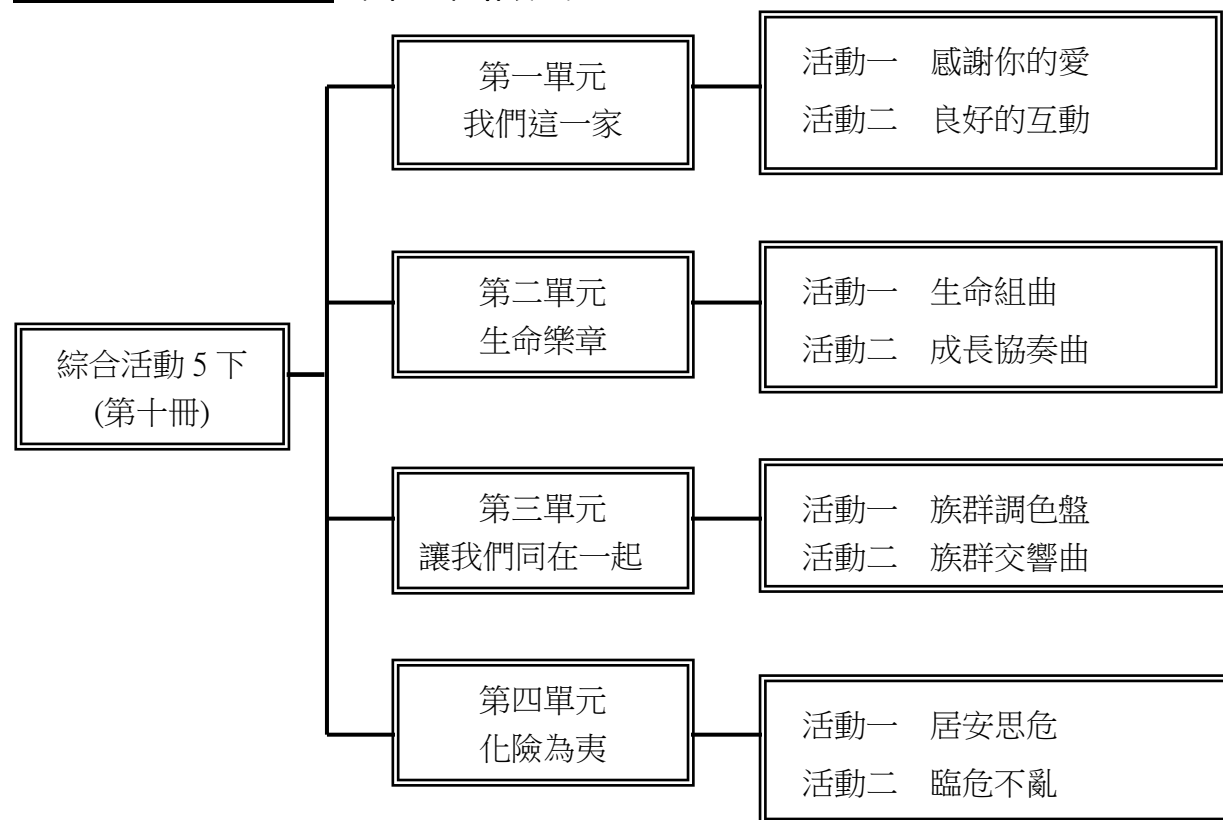 綜合活動 5 下
(第十冊)
第一單元
我們這一家
活動一　感謝你的愛
活動二　良好的互動
第二單元
生命樂章
活動一　生命組曲
活動二　成長協奏曲
第三單元
讓我們同在一起
活動一　族群調色盤
活動二　族群交響曲
第四單元
化險為夷
活動一　居安思危
活動二　臨危不亂